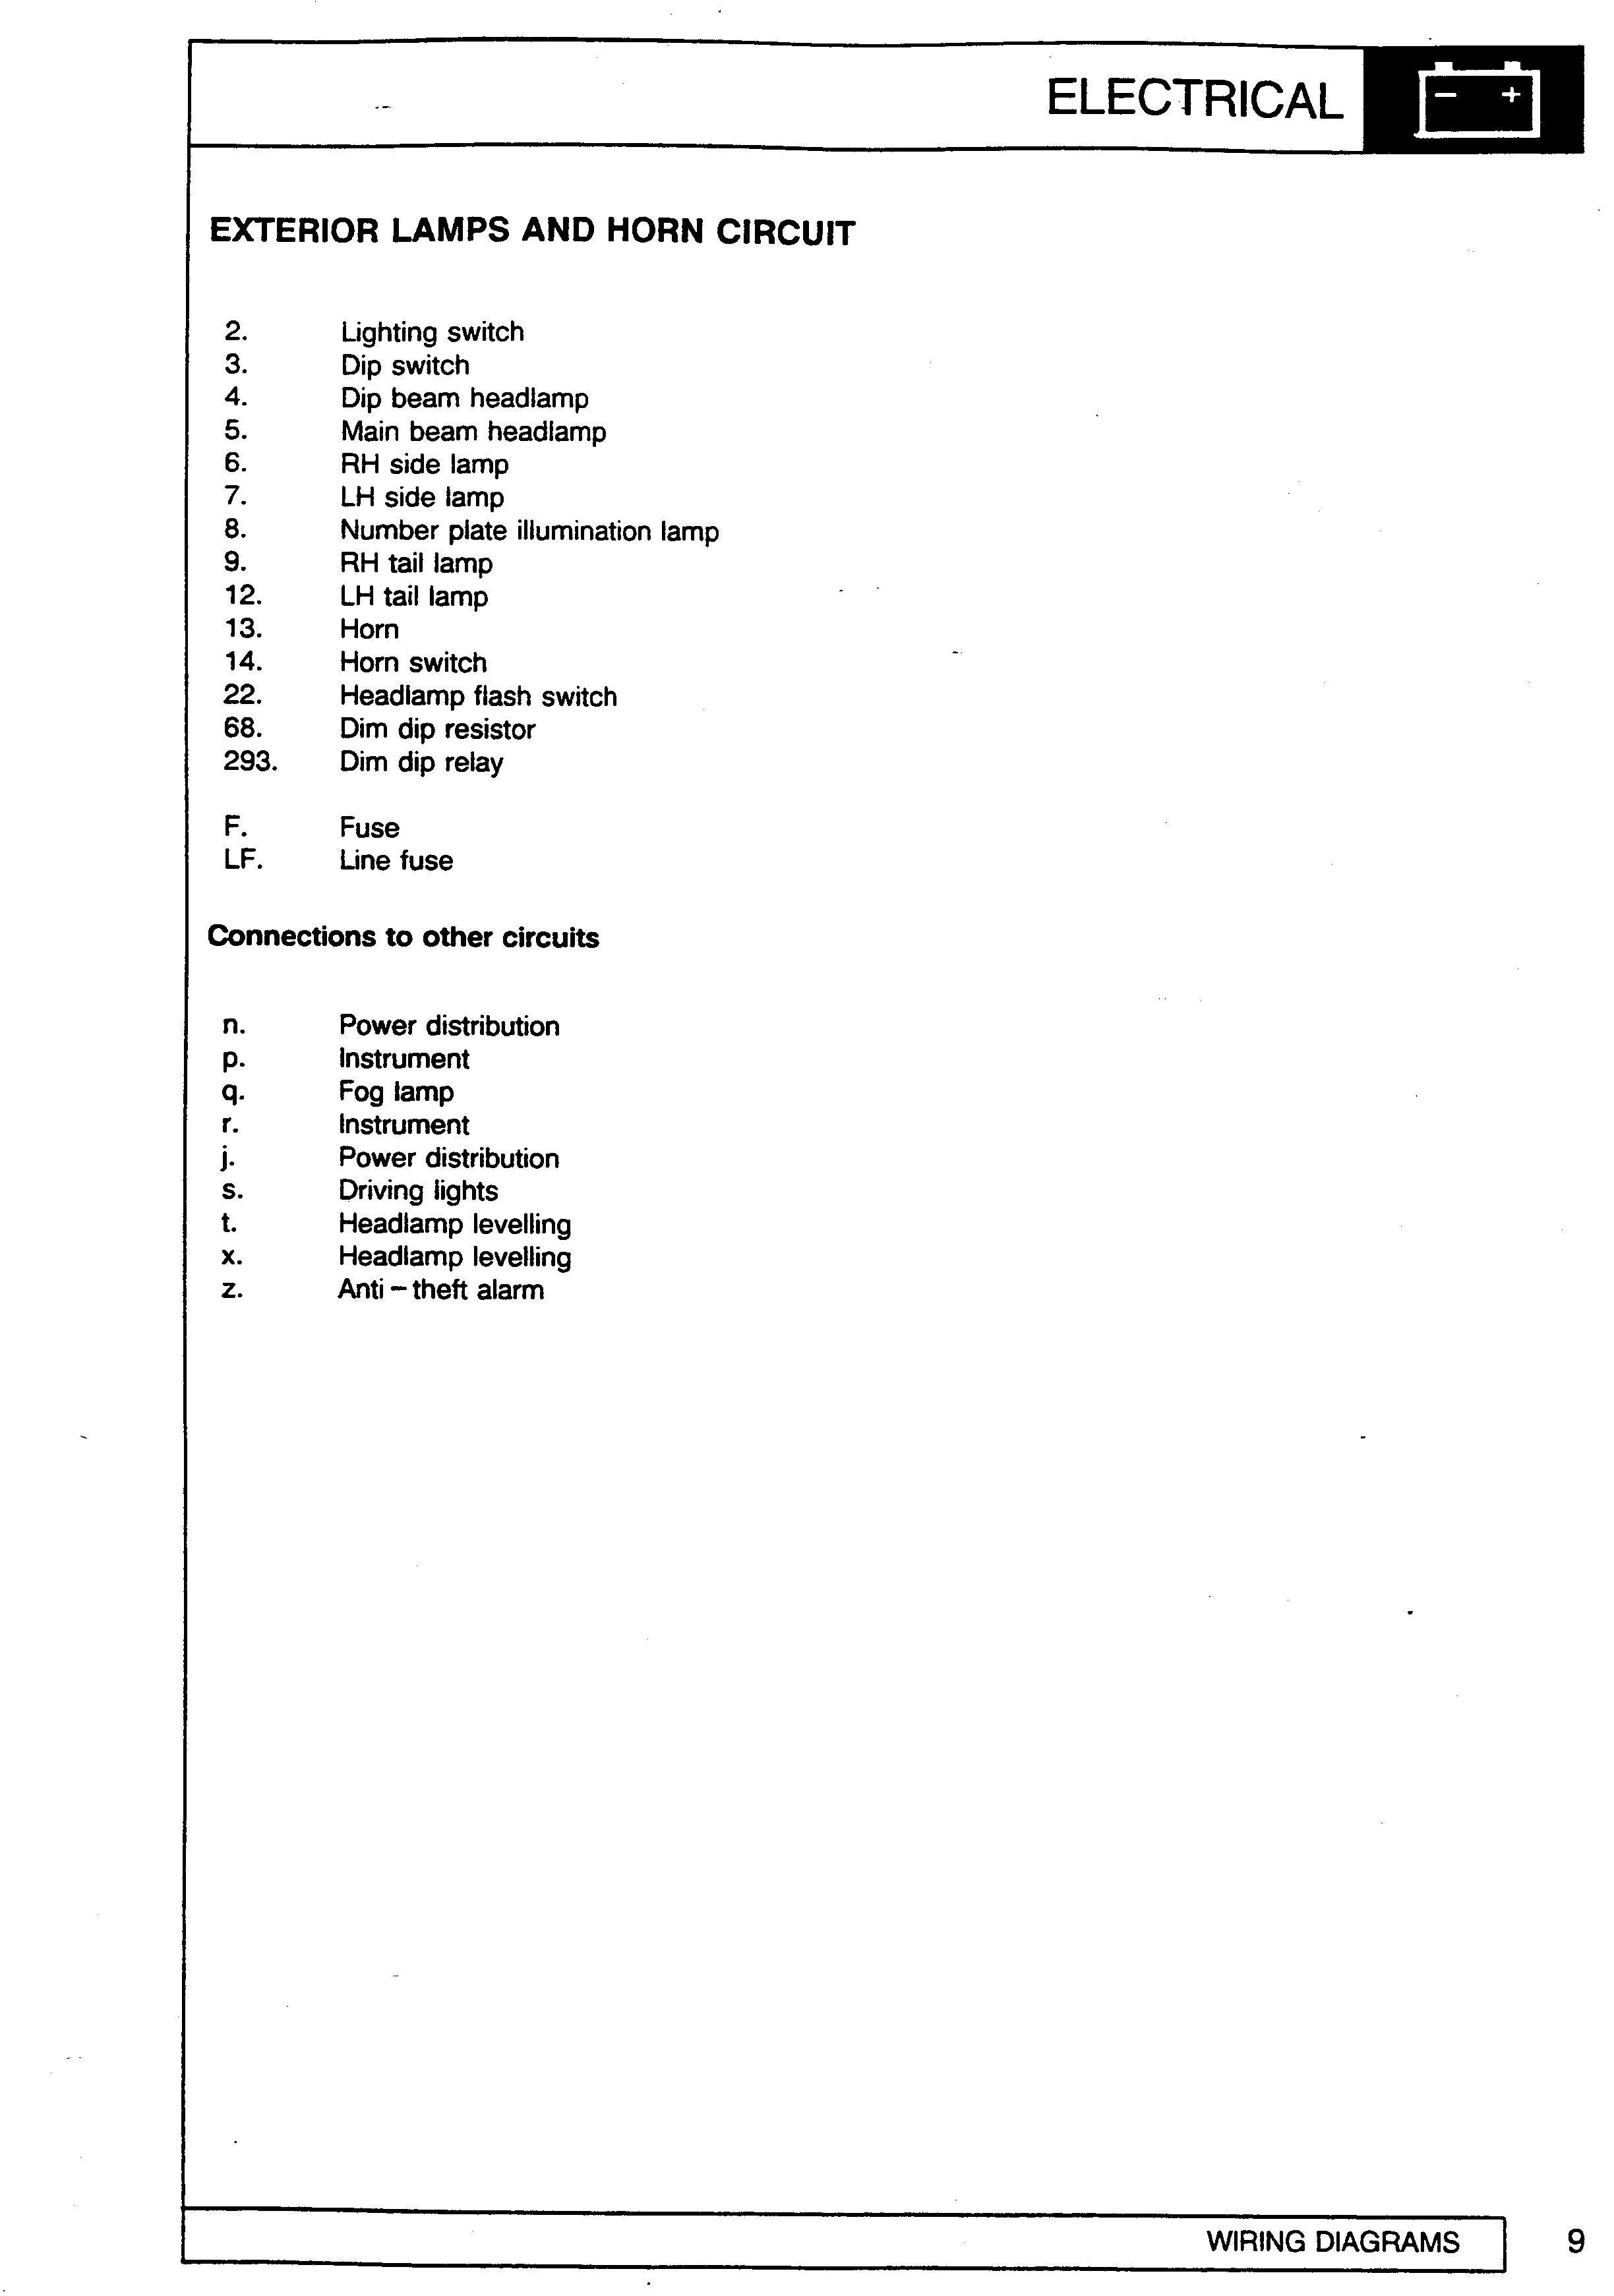 ELECTRICAL
EXTERIOR LAMPS AND HORN CIRCUIT
2. Lighting switch
3. Dip switch
4. Dip beam headlamp
5. Main beam headlamp
6. RH side lamp
7. LH side lamp
8. Number plate illumination lamp
9. RH tail lamp
12. LH tail lamp
13. Horn
14. Horn switch
22. Headlamp flash switch
68. Dim dip resistor
293. Dim dip relay
F. Fuse
LF. Line fuse
Connections to other circuits
n. Power distribution
p. Instrument
q. Fog lamp
r. Instrument
j. Power distribution
s. Driving lights
t. Headlamp levelling
x. Headlamp levelling
z. Anti – theft alarm
WIRING DIAGRAMS 9